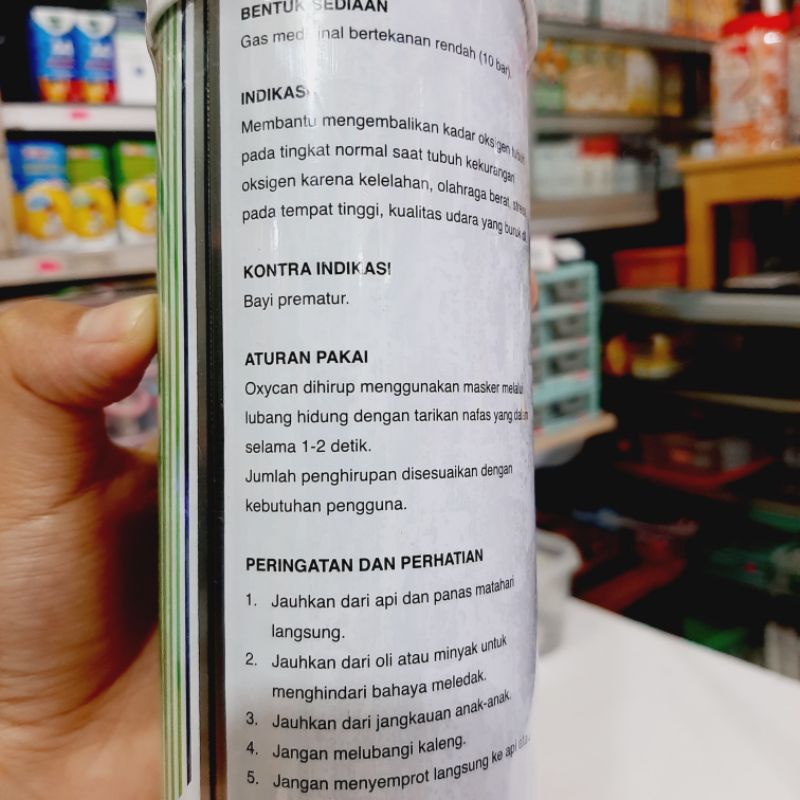 BENTUK SEDIAAN
Gas medicinal bertekanan rendah (10 bar).
INDIKASI
Membantu mengembalikan kadar oksigen tubuh
pada tingkat normal saat tubuh kekurangan
oksigen karena kelelahan, olahraga berat,
pada tempat tinggi, kualitas udara yang buruk
KONTRA INDIKASI
Bayi prematur.
ATURAN PAKAI
Oxycan dihirup menggunakan masker melalui
lubang hidung dengan tarikan nafas yang dalam
selama 1-2 detik.
Jumlah penghirupan disesuaikan dengan
kebutuhan pengguna.
PERINGATAN DAN PERHATIAN
1. Jauhkan dari api dan panas matahari
langsung.
2. Jauhkan dari oli atau minyak untuk
menghindari bahaya meledak.
3. Jauhkan dari jangkauan anak-anak.
4. Jangan melubangi kaleng.
5. Jangan menyemprot langsung ke api